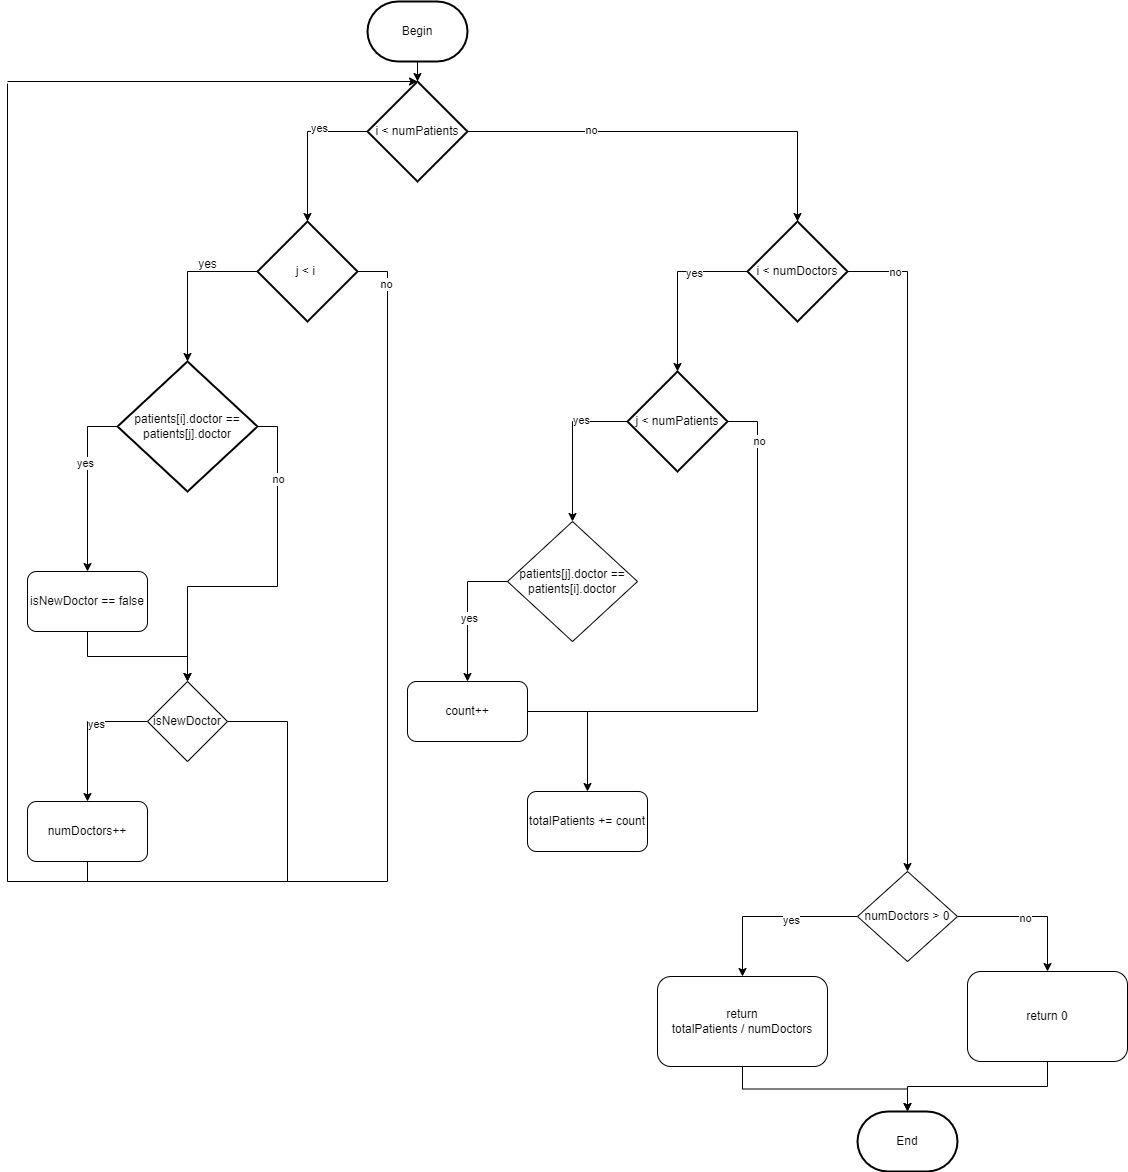 Begin
i < numPatients
yes
no
j < i
yes
no
i < numDoctors
yes
no
patients[i].doctor ==
patients[j].doctor
yes
no
j < numPatients
yes
no
isNewDoctor == false
patients[j].doctor ==
patients[i].doctor
yes
isNewDoctor
yes
count++
numDoctors++
totalPatients += count
numDoctors > 0
yes
no
return
totalPatients / numDoctors
return 0
End